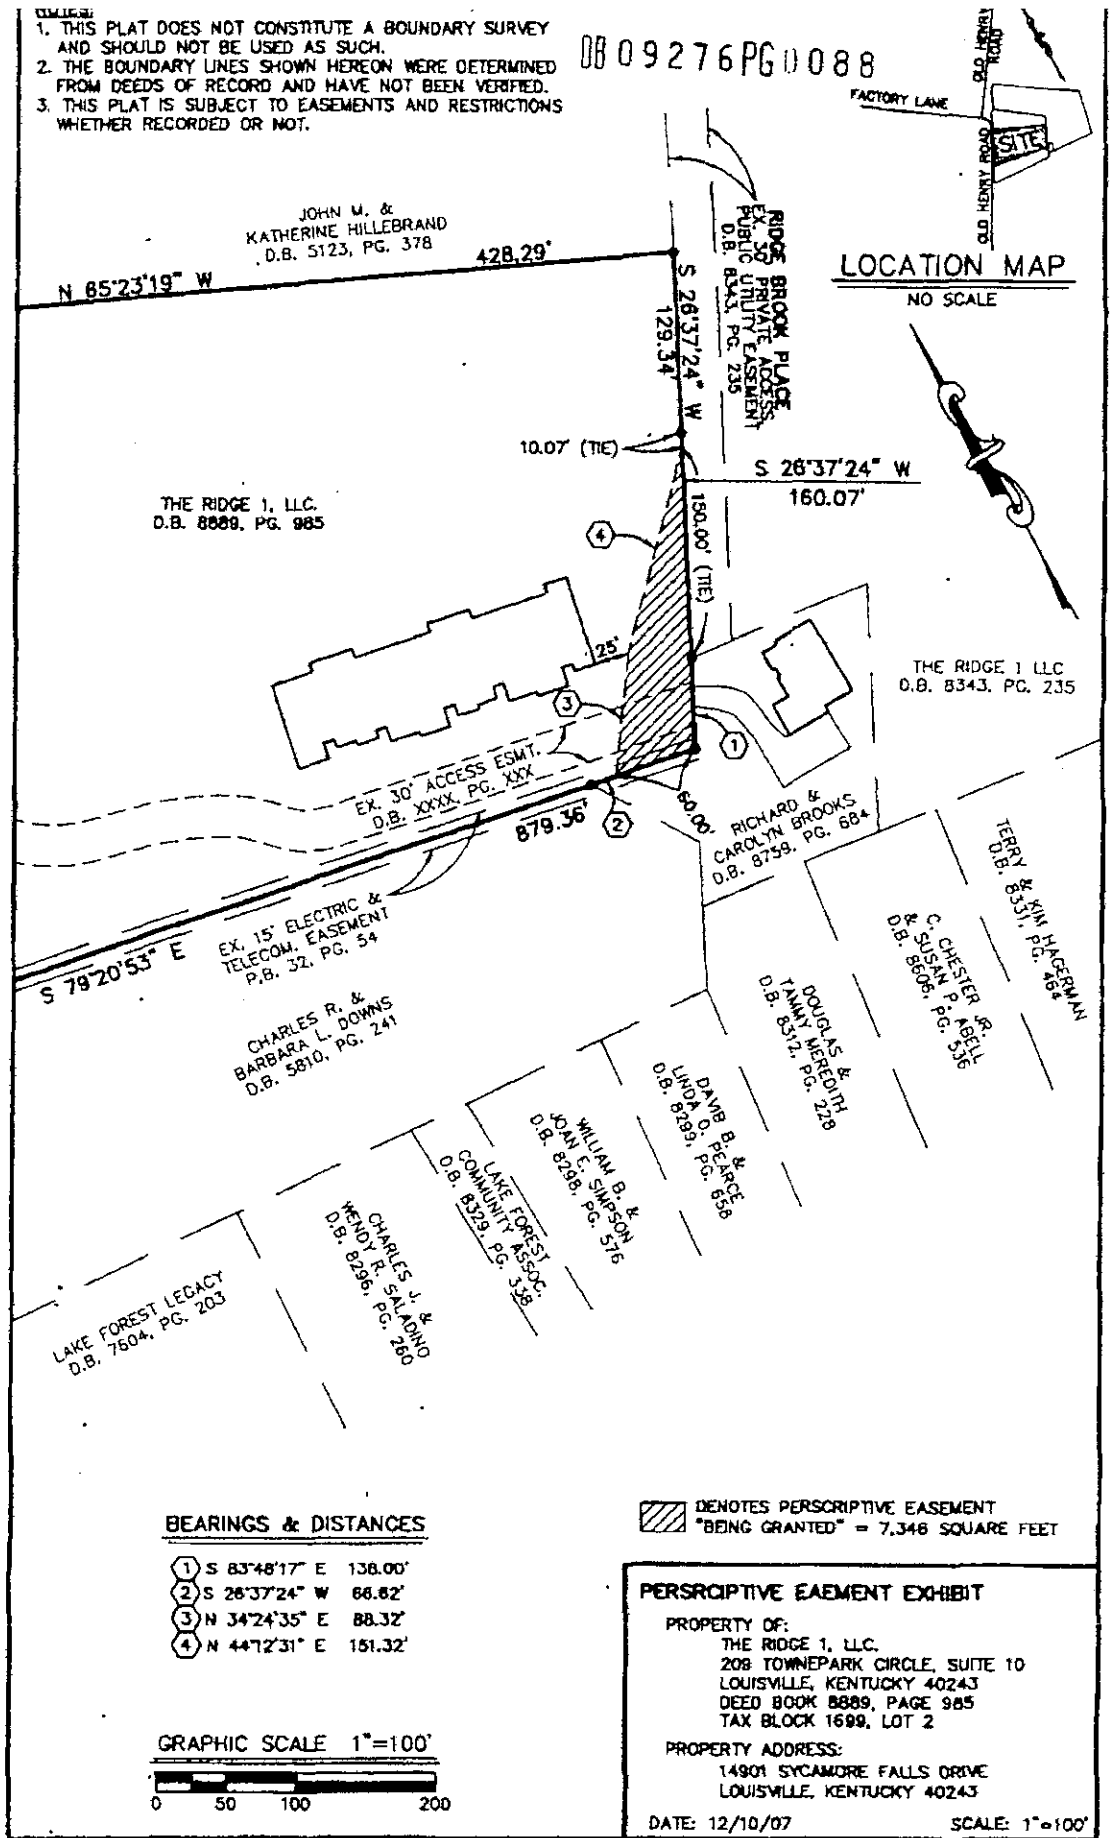 1. THIS PLAT DOES NOT CONSTITUTE A BOUNDARY SURVEY
AND SHOULD NOT BE USED AS SUCH.
2. THE BOUNDARY LINES SHOWN HEREON WERE DETERMINED
FROM DEEDS OF RECORD AND HAVE NOT BEEN VERIFIED.
3. THIS PLAT IS SUBJECT TO EASEMENTS AND RESTRICTIONS
WHETHER RECORDED OR NOT.
DB 09276PG0088
OLD HENRY
ROAD
FACTORY LANE
SITE
OLD HENRY ROAD
LOCATION MAP
NO SCALE
JOHN M. &
KATHERINE HILLEBRAND
D.B. 5123, PG. 378
N 65°23'19" W
428.29'
S 26°37'24" W
129.34'
RIDGE BROOK PLACE
EX. 30' PRIVATE ACCESS,
PUBLIC UTILITY EASEMENT
D.B. 8343, PG. 235
10.07' (TIE)
S 26°37'24" W
160.07'
THE RIDGE 1, LLC.
D.B. 8889, PG. 985
4
150.00' (TIE)
25'
THE RIDGE 1 LLC
D.B. 8343, PG. 235
3
1
EX. 30' ACCESS ESMT.
D.B. XXXX, PG. XXX
879.36'
2
60.00'
RICHARD &
CAROLYN BROOKS
D.B. 8759, PG. 684
S 79°20'53" E
EX. 15' ELECTRIC &
TELECOM. EASEMENT
P.B. 32, PG. 54
TERRY & KIM HAGERMAN
D.B. 8331, PG. 464
C. CHESTER JR.
& SUSAN P. ABELL
D.B. 8606, PG. 536
CHARLES R. &
BARBARA L. DOWNS
D.B. 5810, PG. 241
DOUGLAS &
TAMMY MEREDITH
D.B. 8312, PG. 228
DAVID B. &
LINDA O. PEARCE
D.B. 8299, PG. 658
WILLIAM B. &
JOAN E. SIMPSON
D.B. 8298, PG. 576
LAKE FOREST
COMMUNITY ASSOC.
D.B. 8329, PG. 338
CHARLES J. &
WENDY R. SALADINO
D.B. 8296, PG. 260
LAKE FOREST LEGACY
D.B. 7504, PG. 203
BEARINGS & DISTANCES
1 S 83°48'17" E 138.00'
2 S 26°37'24" W 66.62'
3 N 34°24'35" E 88.32'
4 N 44°12'31" E 151.32'
GRAPHIC SCALE 1"=100'
0 50 100 200
DENOTES PERSCRIPTIVE EASEMENT
"BEING GRANTED" = 7,346 SQUARE FEET
PERSRCIPTIVE EAEMENT EXHIBIT
PROPERTY OF:
THE RIDGE 1, LLC.
209 TOWNEPARK CIRCLE, SUITE 10
LOUISVILLE, KENTUCKY 40243
DEED BOOK 8889, PAGE 985
TAX BLOCK 1699, LOT 2
PROPERTY ADDRESS:
14901 SYCAMORE FALLS DRIVE
LOUISVILLE, KENTUCKY 40243
DATE: 12/10/07
SCALE: 1"=100'